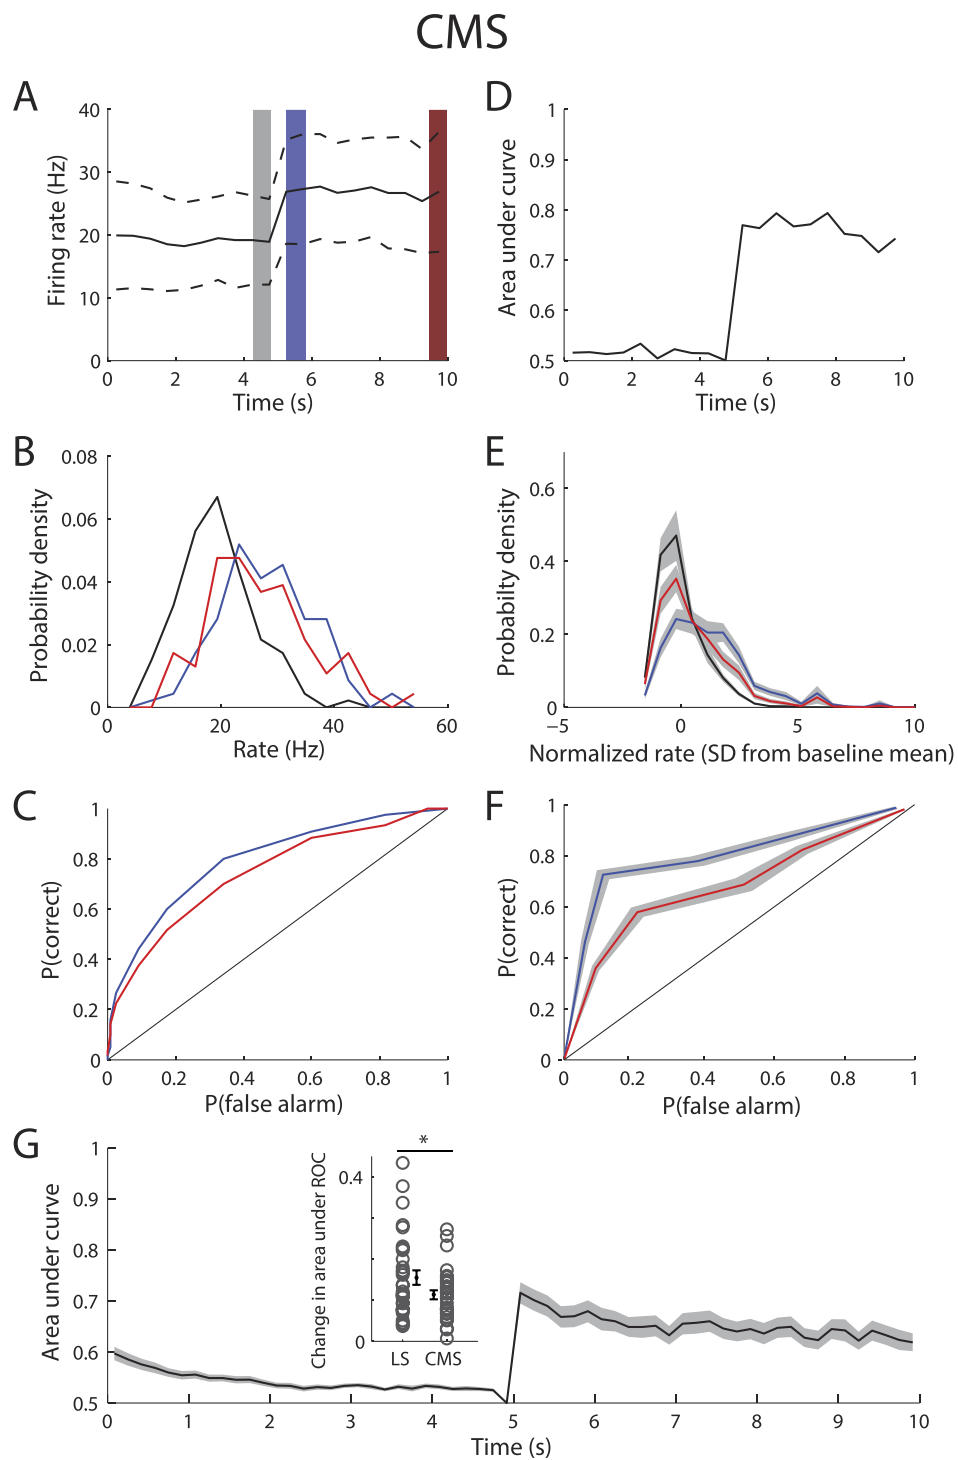 CMS
A
Firing rate (Hz)
40
30
20
10
0
0 2 4 6 8 10
Time (s)
D
Area under curve
1
0.9
0.8
0.7
0.6
0.5
0 2 4 6 8 10
Time (s)
B
Probability density
0.08
0.06
0.04
0.02
0
0 20 40 60
Rate (Hz)
E
Probability density
0.6
0.4
0.2
0
−5 0 5 10
Normalized rate (SD from baseline mean)
C
P(correct)
1
0.8
0.6
0.4
0.2
0
0 0.2 0.4 0.6 0.8 1
P(false alarm)
F
P(correct)
1
0.8
0.6
0.4
0.2
0
0 0.2 0.4 0.6 0.8 1
P(false alarm)
G
Area under curve
1
0.9
0.8
0.7
0.6
0.5
0 1 2 3 4 5 6 7 8 9 10
Time (s)
Change in area under ROC
*
0.4
0
LS CMS